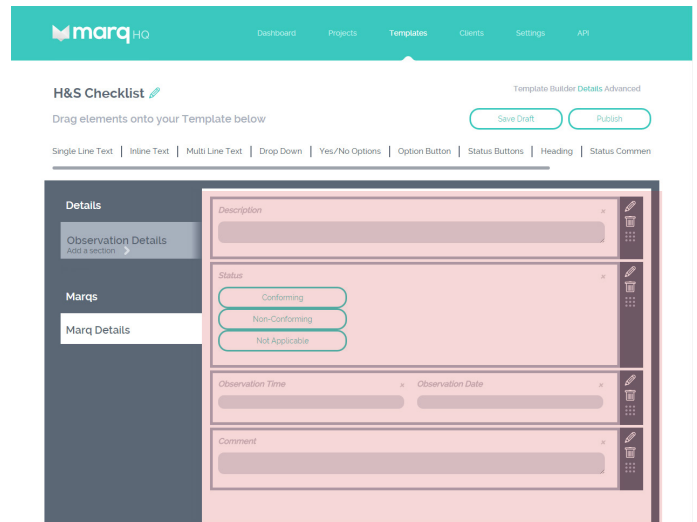 marq HQ
Dashboard Projects Templates Clients Settings API
H&S Checklist
Template Builder Details Advanced
Drag elements onto your Template below
Save Draft Publish
Single Line Text | Inline Text | Multi Line Text | Drop Down | Yes/No Options | Option Button | Status Buttons | Heading | Status Commen
Details
Observation Details
Add a section
Marqs
Marq Details
Description x
Status x
Conforming
Non-Conforming
Not Applicable
Observation Time x Observation Date x
Comment x